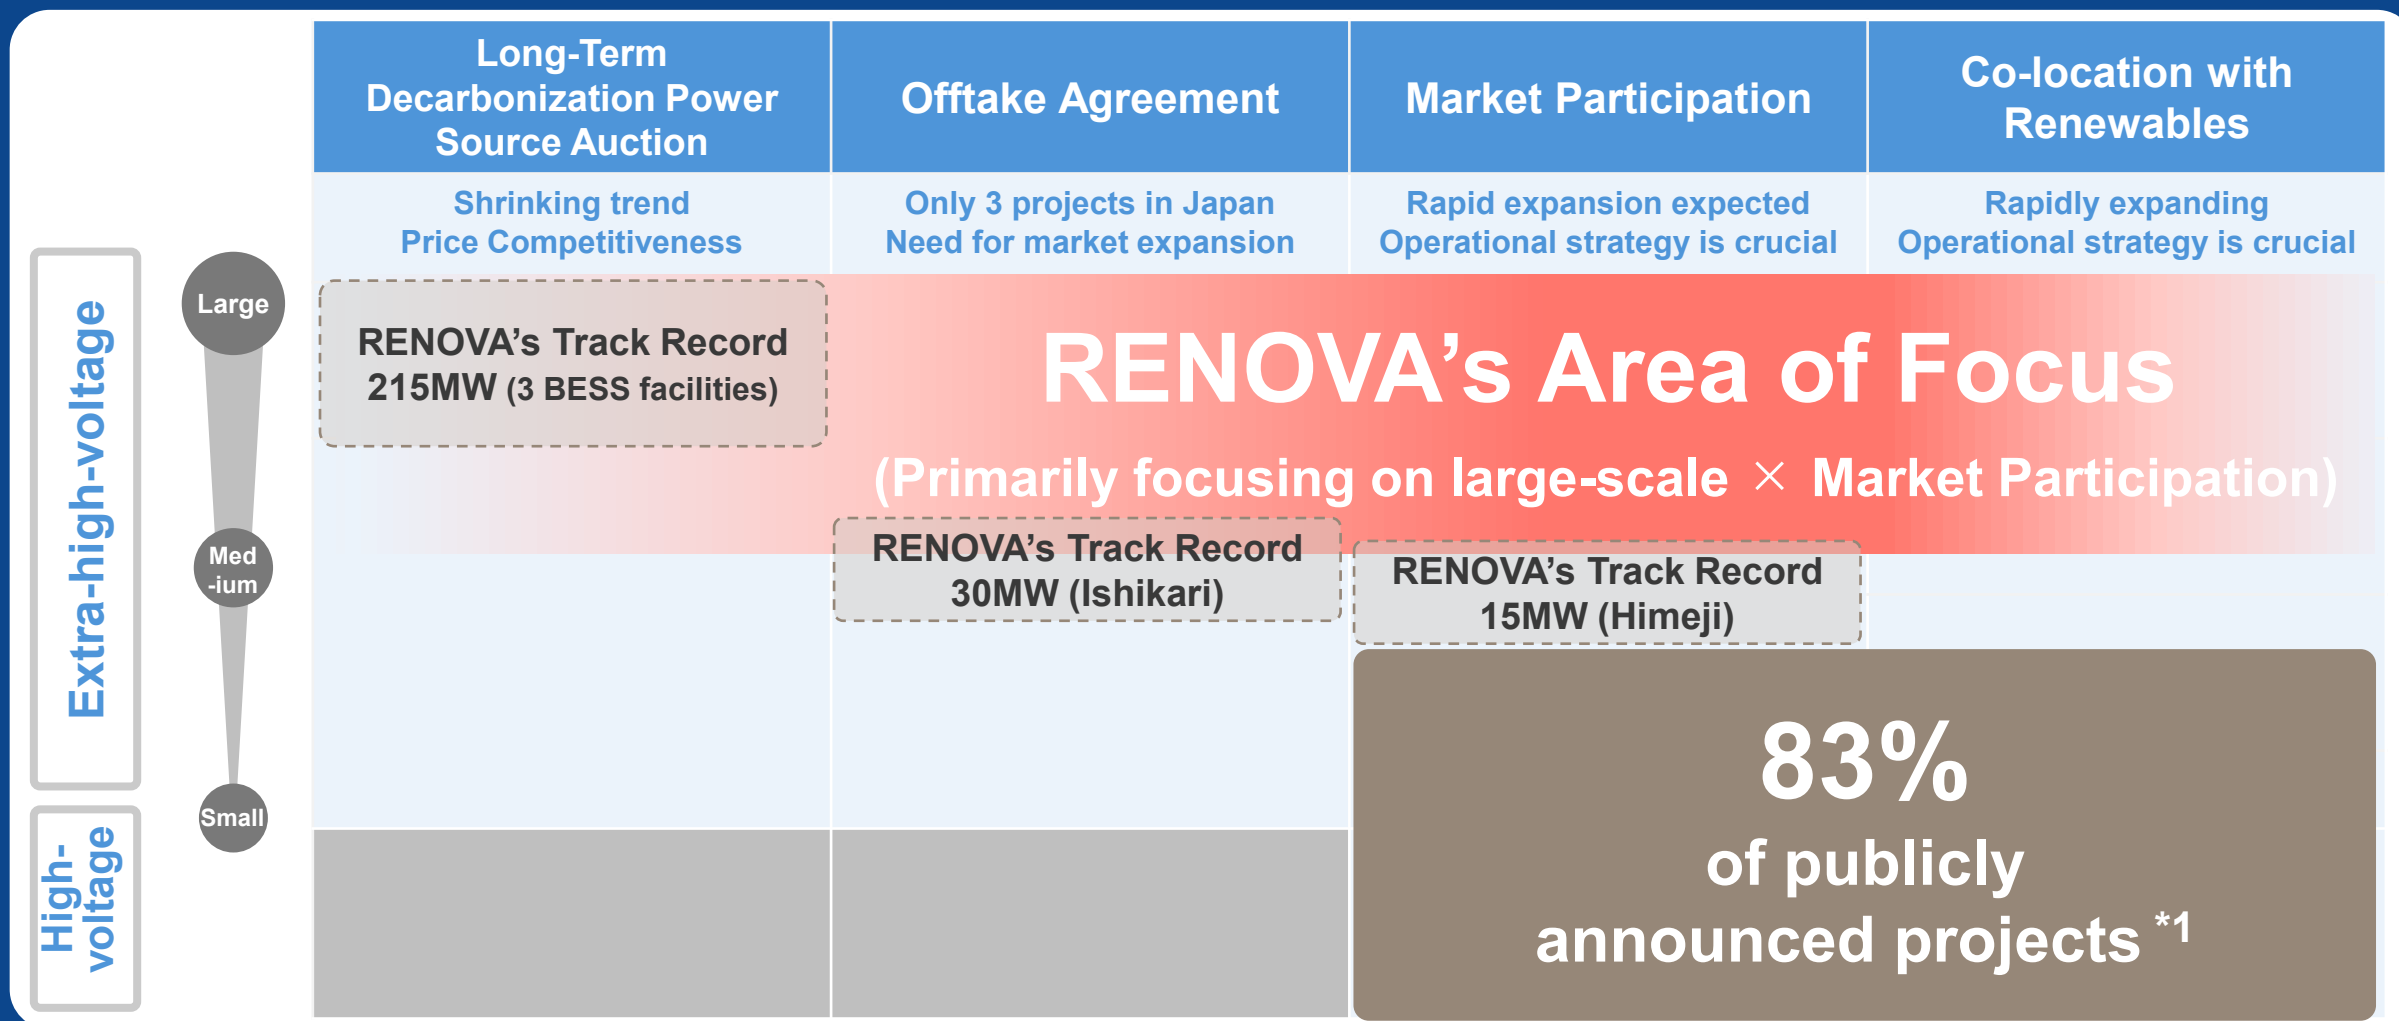 Long-Term
Decarbonization Power
Source Auction
Offtake Agreement
Market Participation
Co-location with
Renewables
Shrinking trend
Price Competitiveness
Only 3 projects in Japan
Need for market expansion
Rapid expansion expected
Operational strategy is crucial
Rapidly expanding
Operational strategy is crucial
Extra-high-voltage
High-
voltage
Large
Med
-ium
Small
RENOVA’s Track Record
215MW (3 BESS facilities)
RENOVA’s Area of Focus
(Primarily focusing on large-scale × Market Participation)
RENOVA’s Track Record
30MW (Ishikari)
RENOVA’s Track Record
15MW (Himeji)
83%
of publicly
announced projects *1